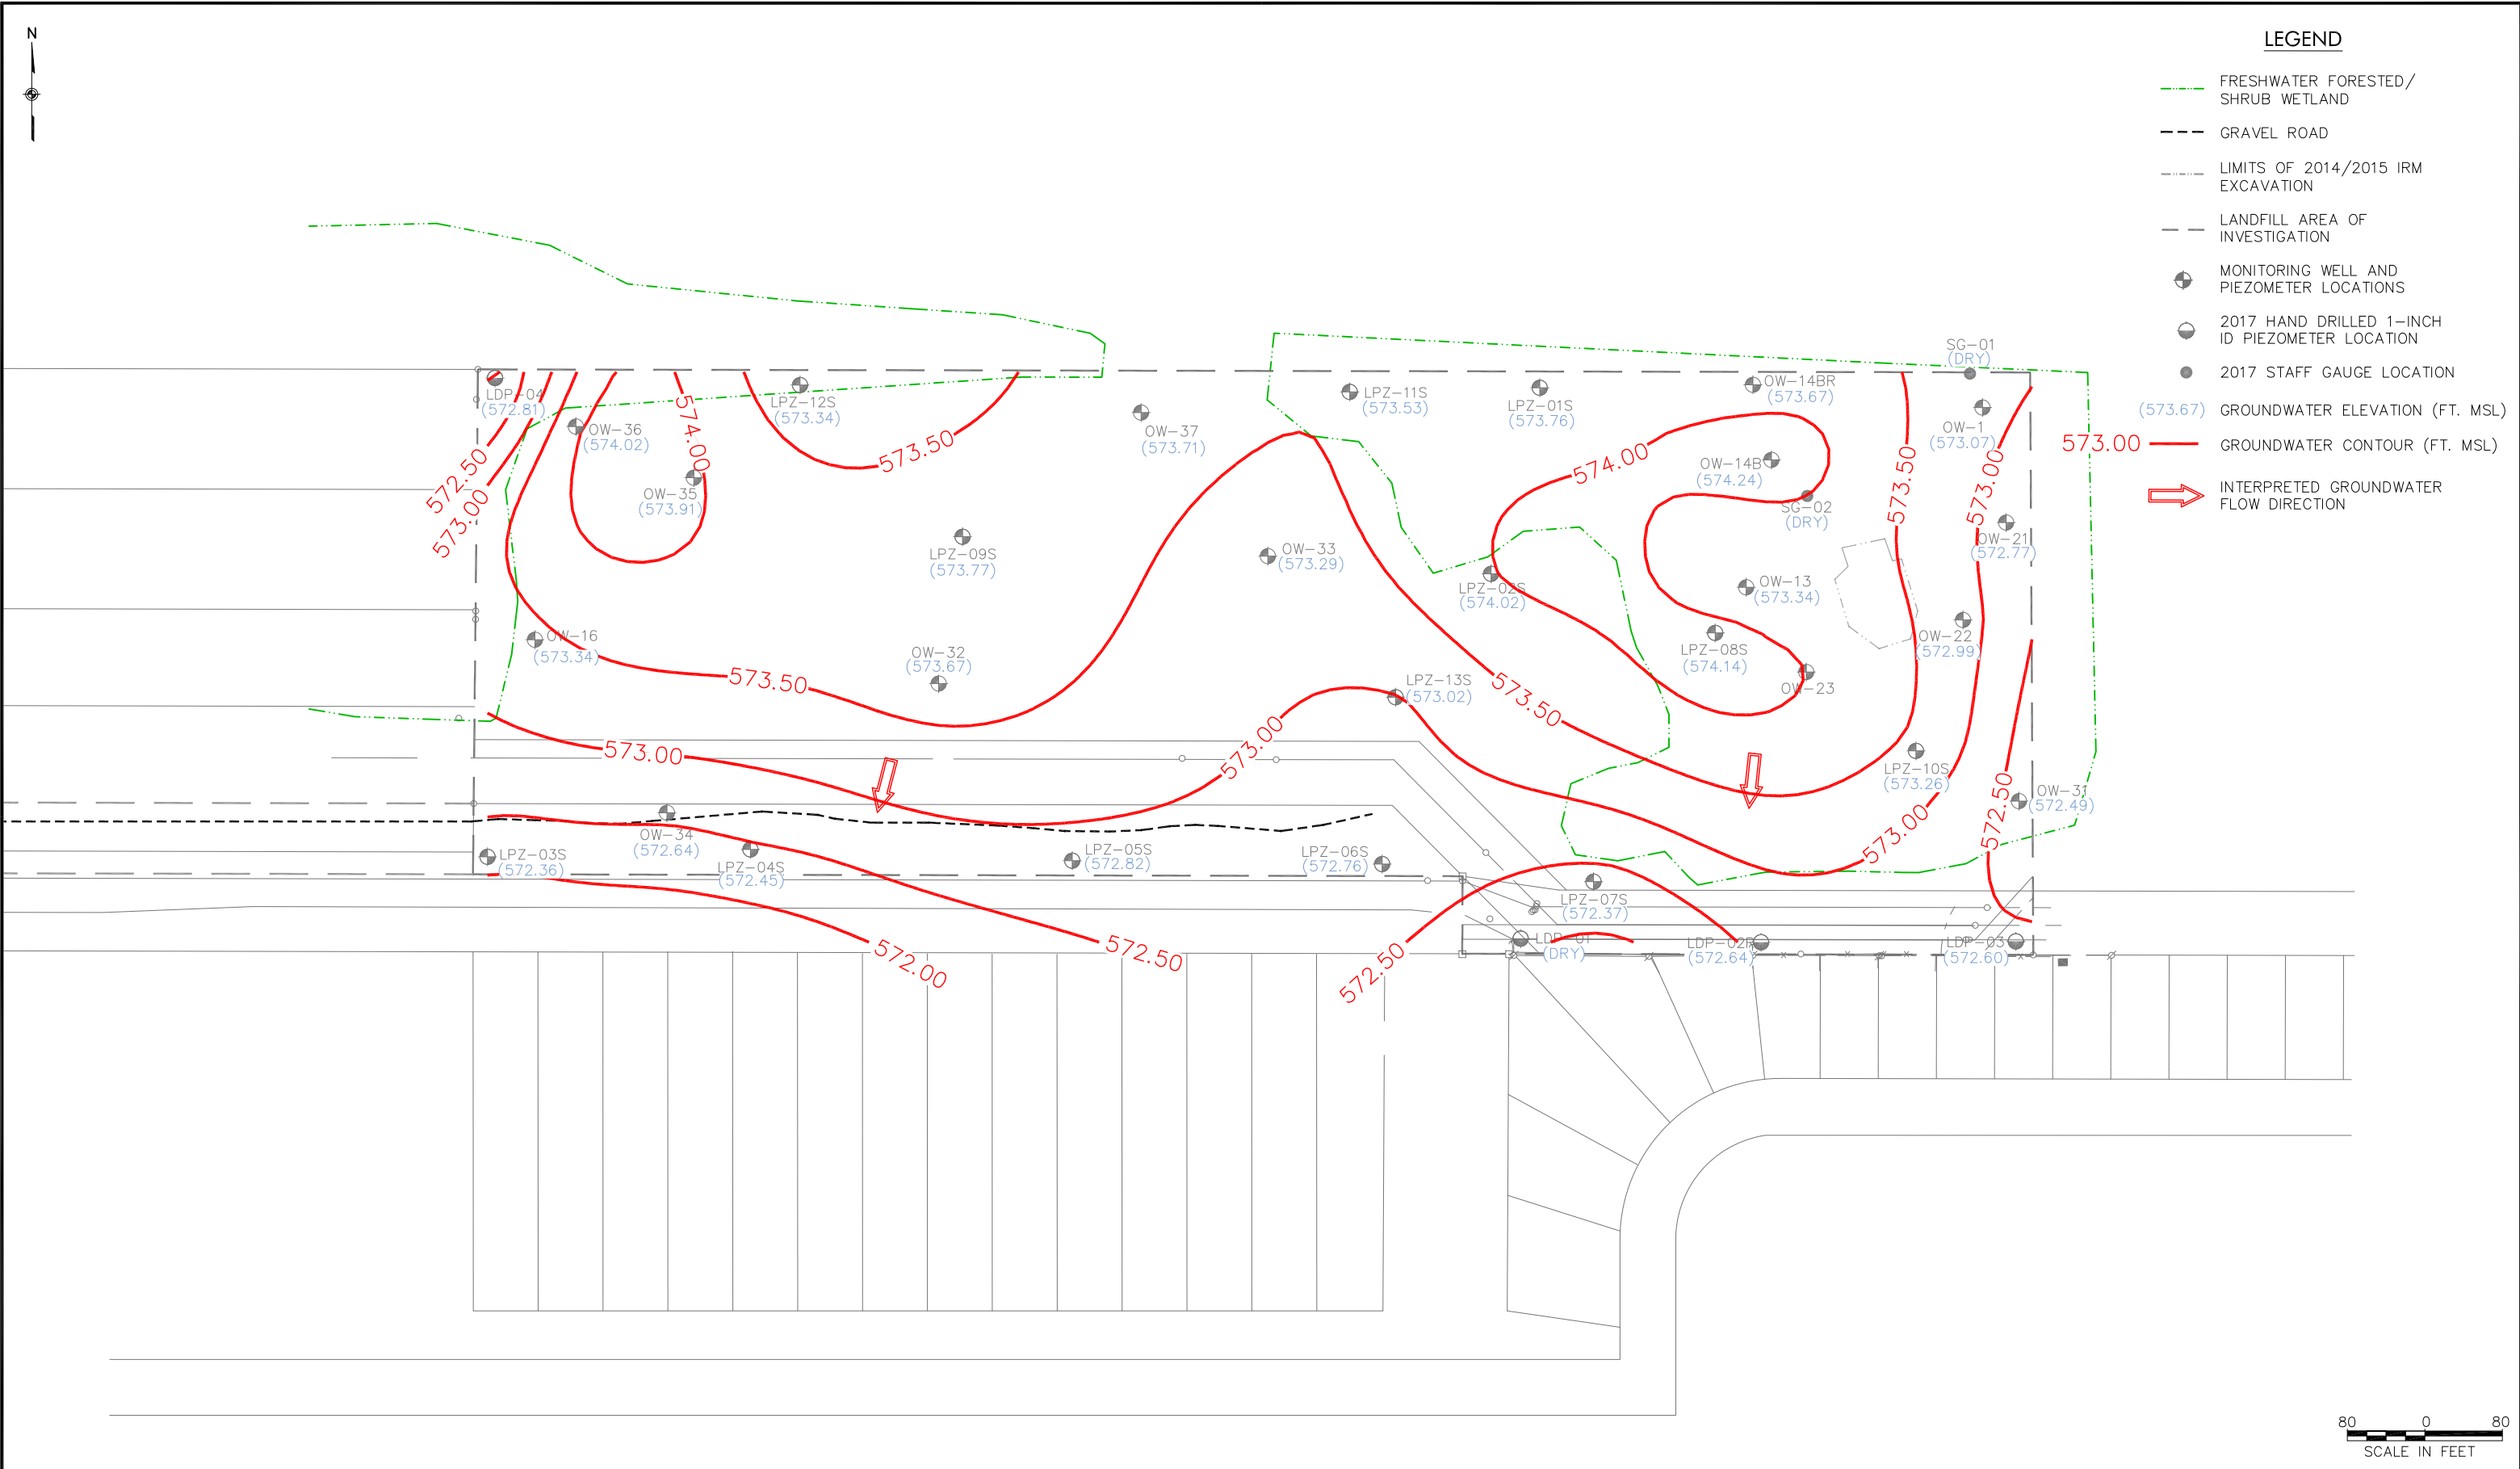 N
LEGEND
FRESHWATER FORESTED/
SHRUB WETLAND
GRAVEL ROAD
LIMITS OF 2014/2015 IRM
EXCAVATION
LANDFILL AREA OF
INVESTIGATION
MONITORING WELL AND
PIEZOMETER LOCATIONS
2017 HAND DRILLED 1-INCH
ID PIEZOMETER LOCATION
2017 STAFF GAUGE LOCATION
(573.67) GROUNDWATER ELEVATION (FT. MSL)
573.00 GROUNDWATER CONTOUR (FT. MSL)
INTERPRETED GROUNDWATER
FLOW DIRECTION
SG-01
(DRY)
LDP-04
(572.81)
LPZ-12S
(573.34)
LPZ-11S
(573.53)
LPZ-01S
(573.76)
OW-14BR
(573.67)
OW-1
(573.07)
OW-36
(574.02)
574.00
OW-37
(573.71)
573.50
572.50
573.00
OW-35
(573.91)
574.00
OW-14B
(574.24)
SG-02
(DRY)
573.50
573.00
OW-21
(572.77)
LPZ-09S
(573.77)
OW-33
(573.29)
LPZ-02S
(574.02)
OW-13
(573.34)
OW-16
(573.34)
OW-32
(573.67)
LPZ-08S
(574.14)
OW-22
(572.99)
573.50
LPZ-13S
(573.02)
573.50
OW-23
573.00
573.00
LPZ-10S
(573.26)
OW-31
(572.49)
572.50
573.00
OW-34
(572.64)
LPZ-03S
(572.36)
LPZ-04S
(572.45)
LPZ-05S
(572.82)
LPZ-06S
(572.76)
LPZ-07S
(572.37)
572.00
572.50
572.50
LDP-01
(DRY)
LDP-02R
(572.64)
LDP-03
(572.60)
80 0 80
SCALE IN FEET